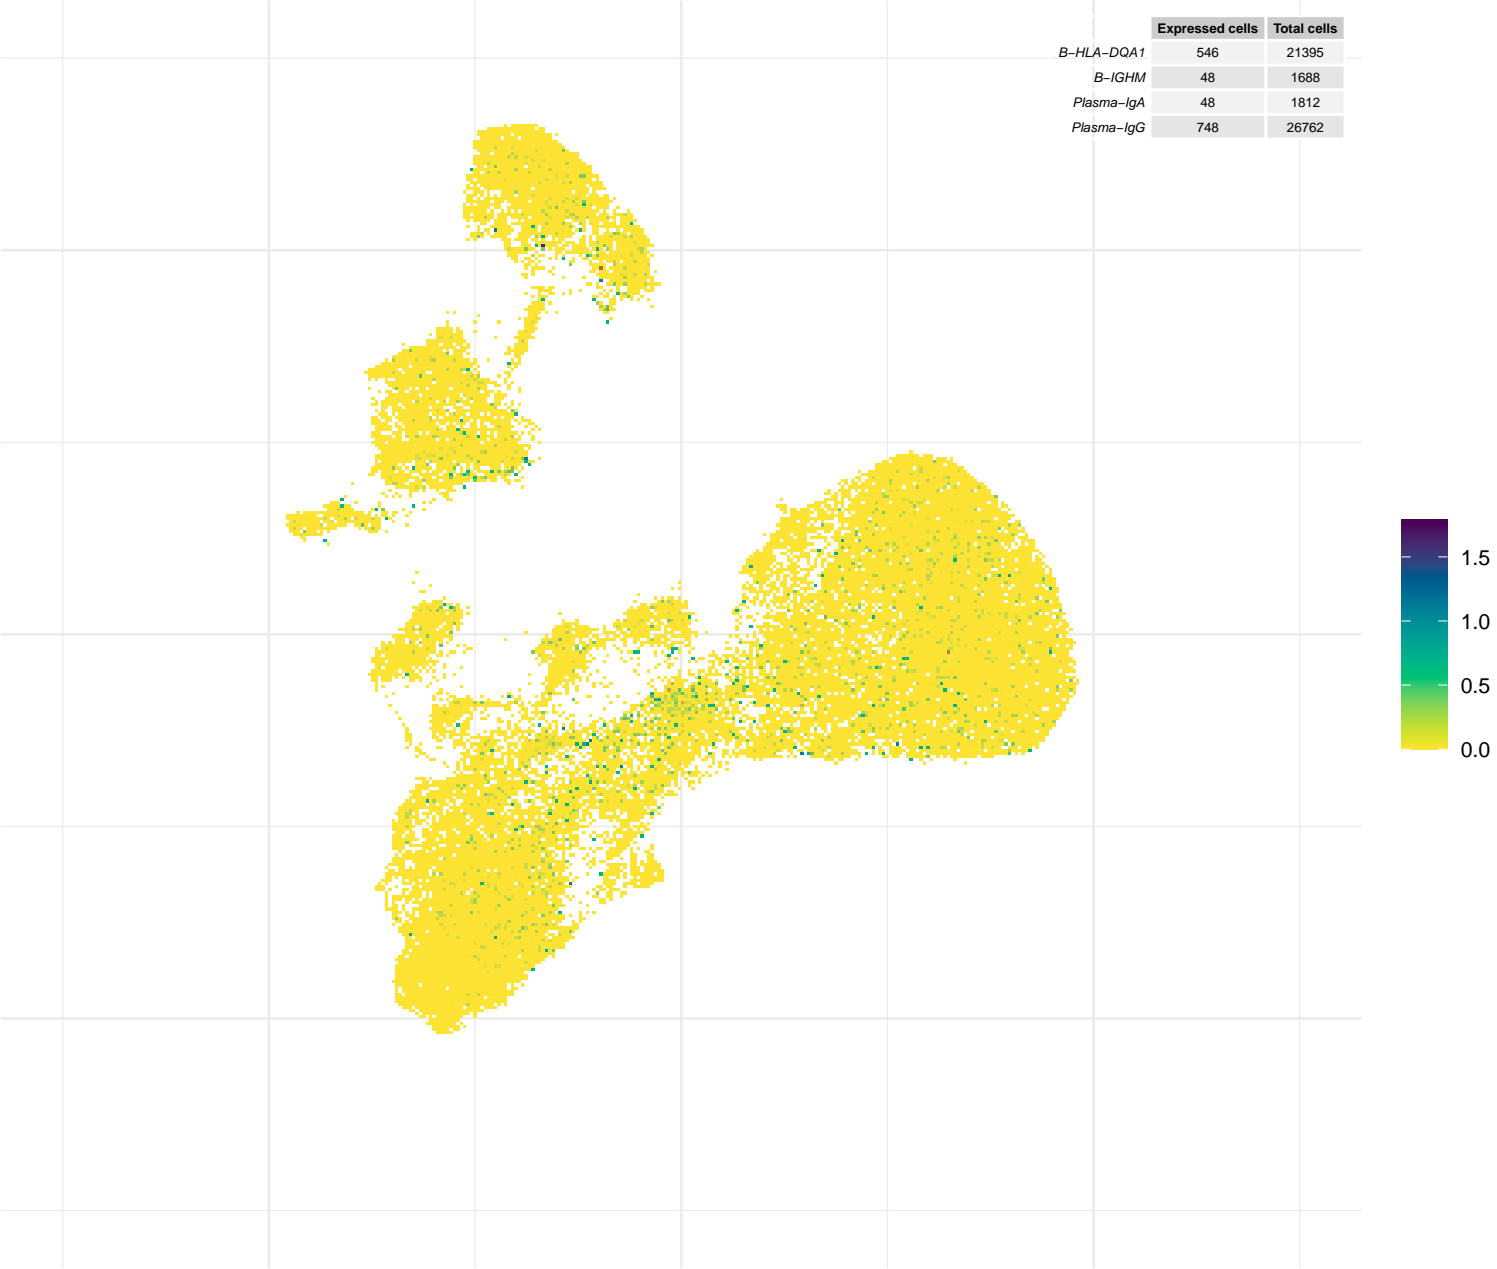 Expressed cells Total cells
B−HLA−DQA1 546 21395
B−IGHM 48 1688
Plasma−IgA 48 1812
Plasma−IgG 748 26762
1.5
1.0
0.5
0.0